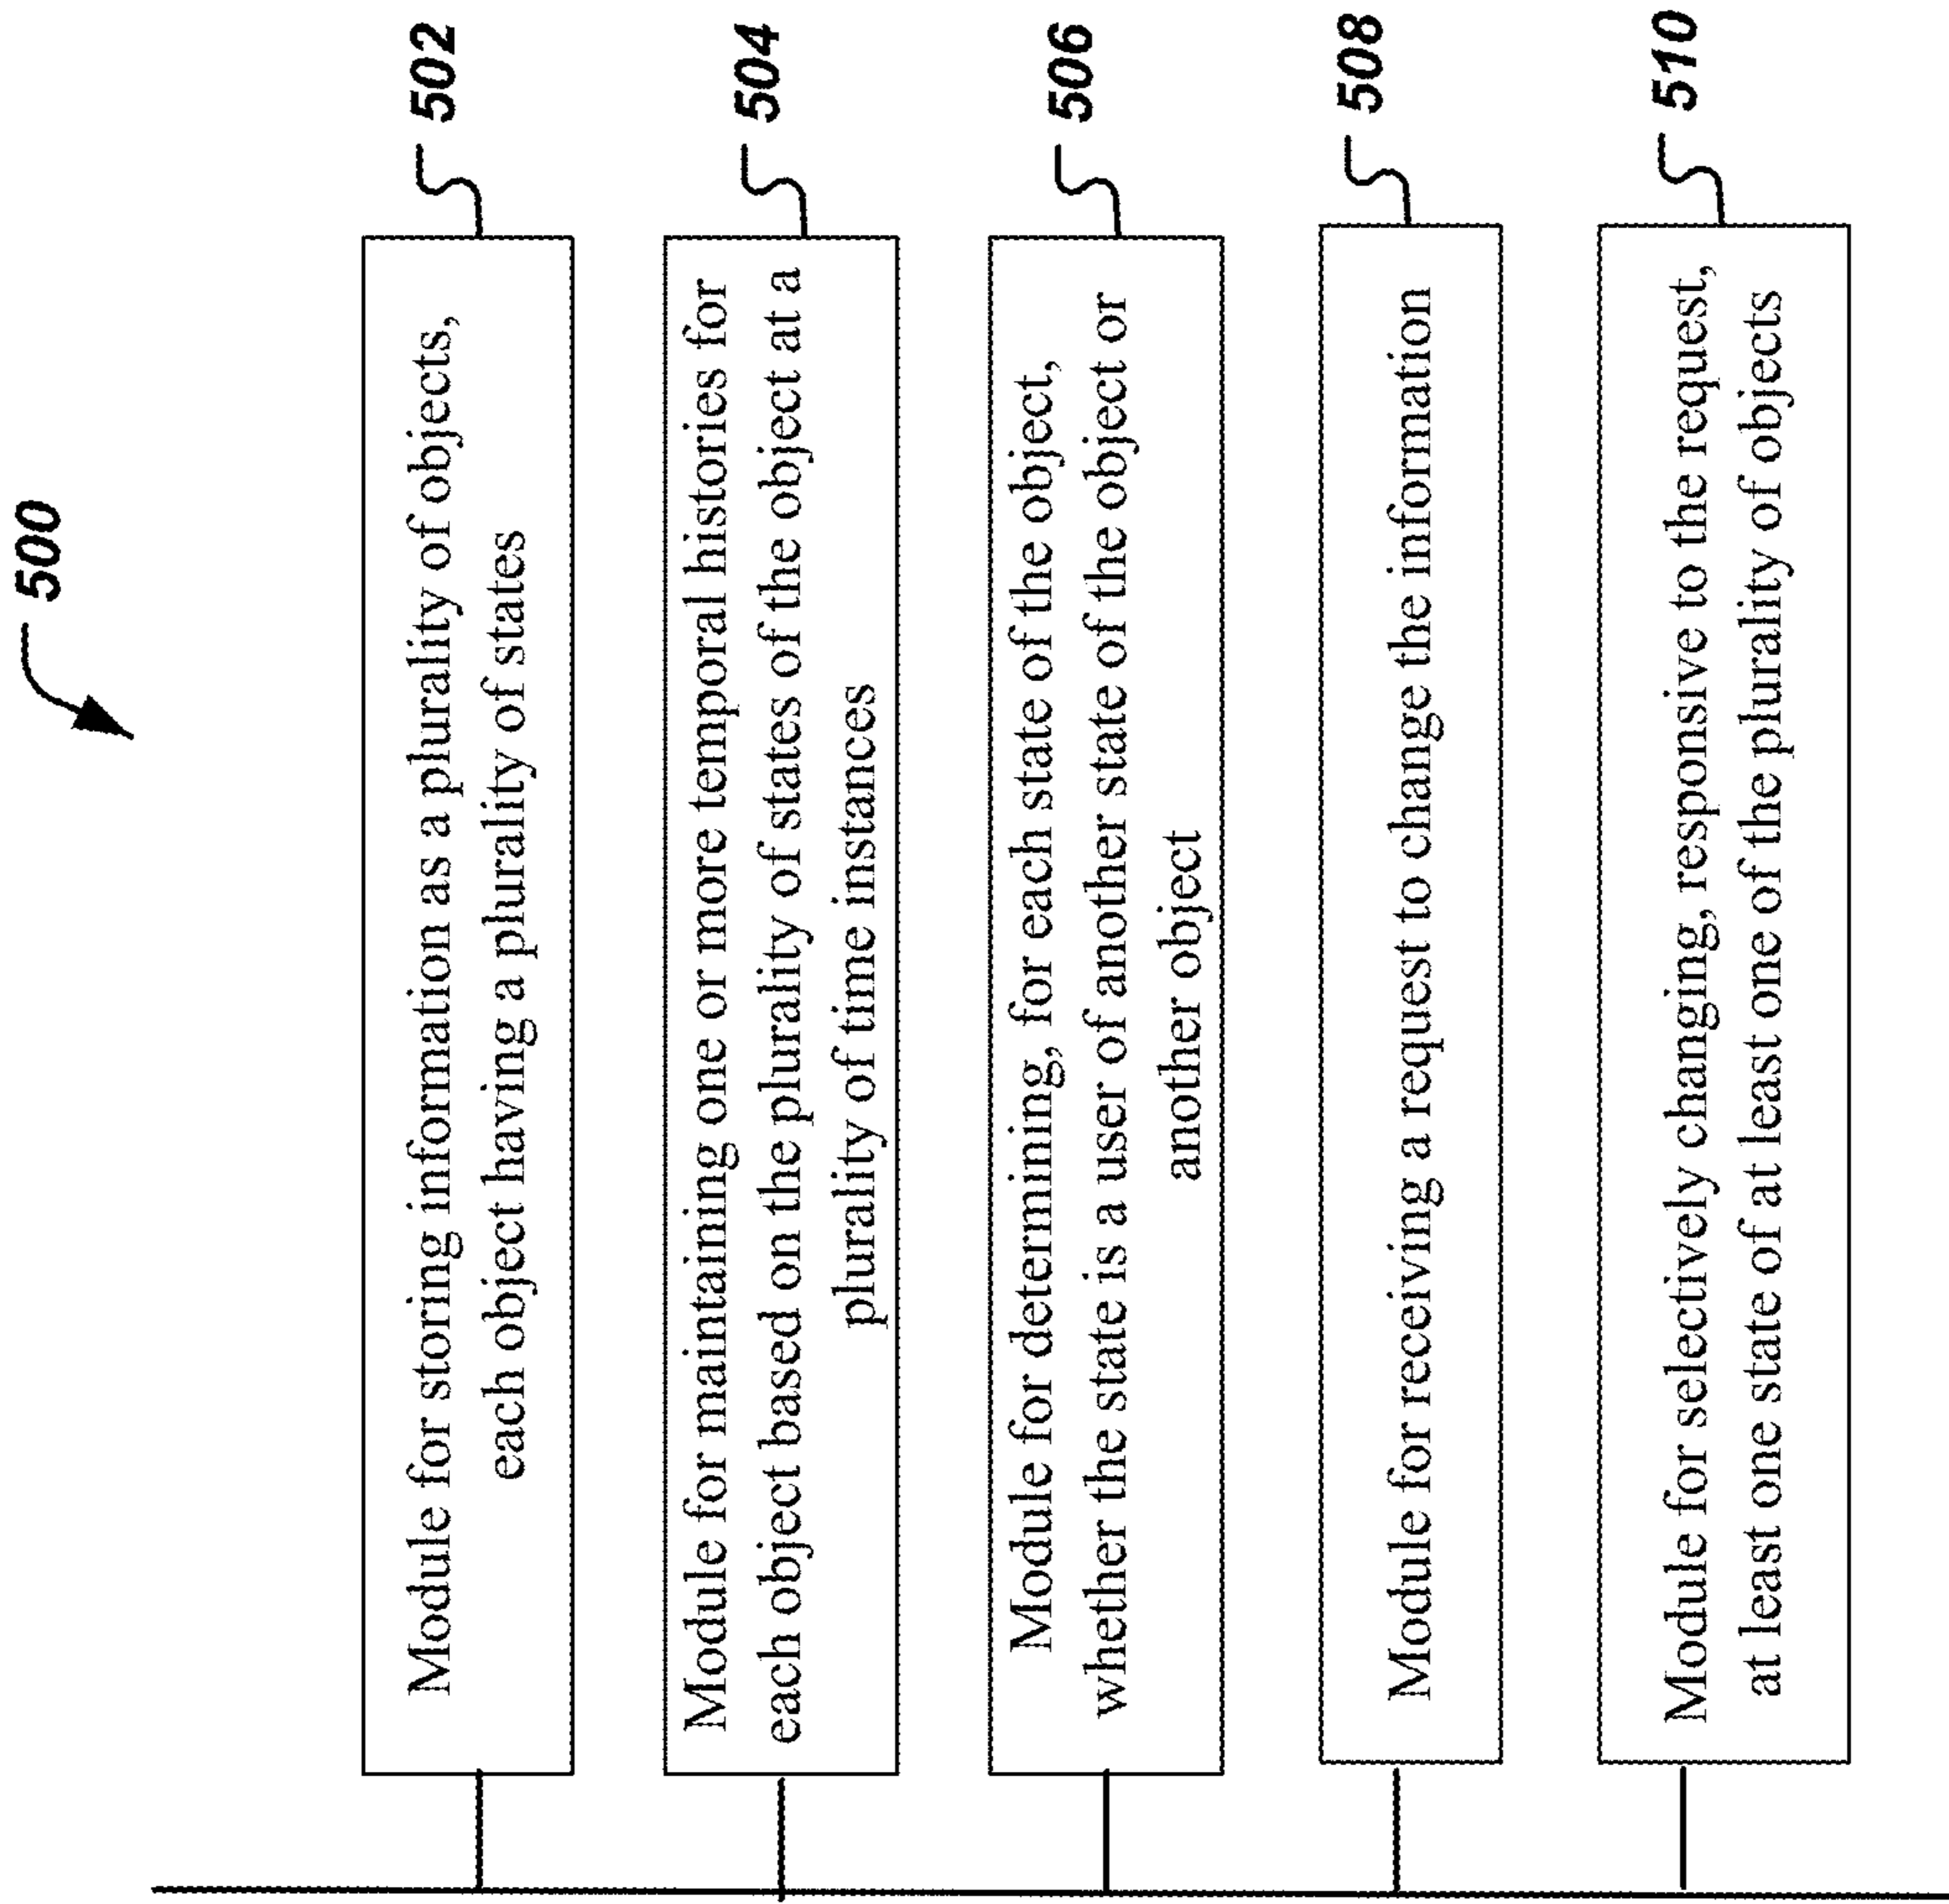 500
Module for storing information as a plurality of objects,
each object having a plurality of states
502
Module for maintaining one or more temporal histories for
each object based on the plurality of states of the object at a
plurality of time instances
504
Module for determining, for each state of the object,
whether the state is a user of another state of the object or
another object
506
Module for receiving a request to change the information
508
Module for selectively changing, responsive to the request,
at least one state of at least one of the plurality of objects
510